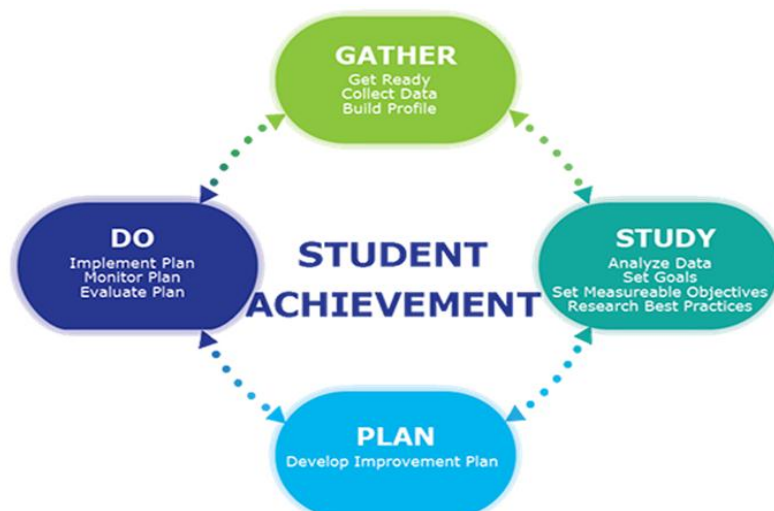 GATHER
Get Ready
Collect Data
Build Profile
DO
Implement Plan
Monitor Plan
Evaluate Plan
STUDENT
ACHIEVEMENT
STUDY
Analyze Data
Set Goals
Set Measureable Objectives
Research Best Practices
PLAN
Develop Improvement Plan